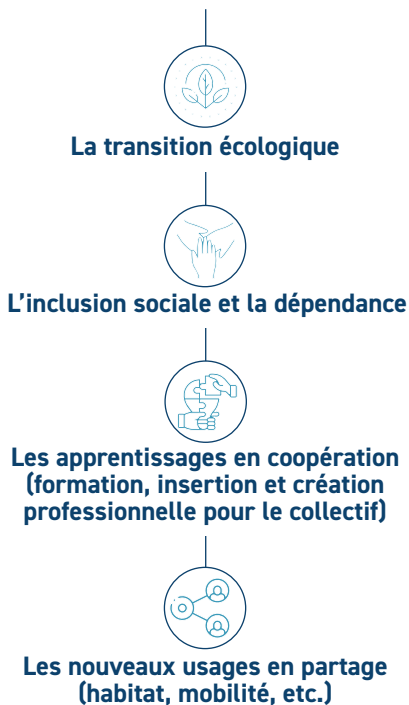 La transition écologique
L'inclusion sociale et la dépendance
Les apprentissages en coopération
(formation, insertion et création
professionnelle pour le collectif)
Les nouveaux usages en partage
(habitat, mobilité, etc.)